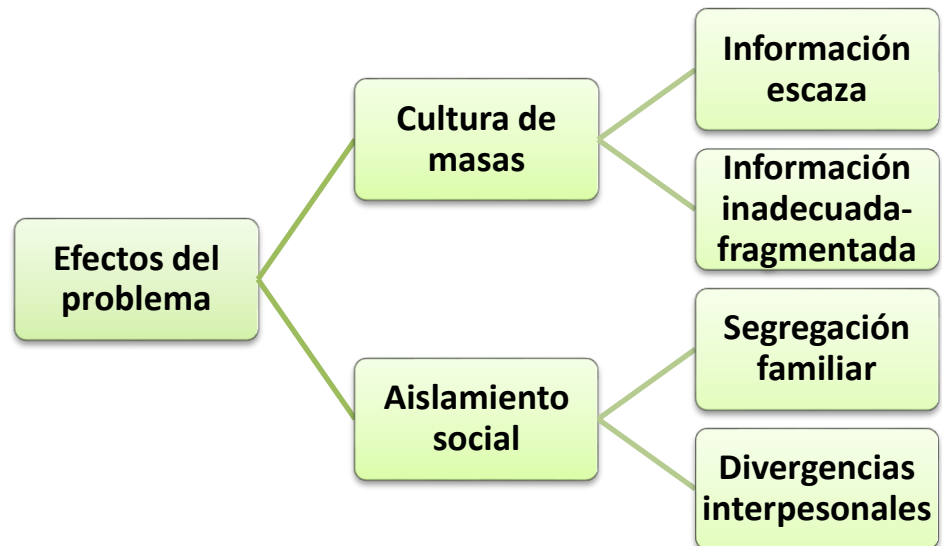 Efectos del
problema
Cultura de
masas
Información
escaza
Información
inadecuada-
fragmentada
Aislamiento
social
Segregación
familiar
Divergencias
interpesonales